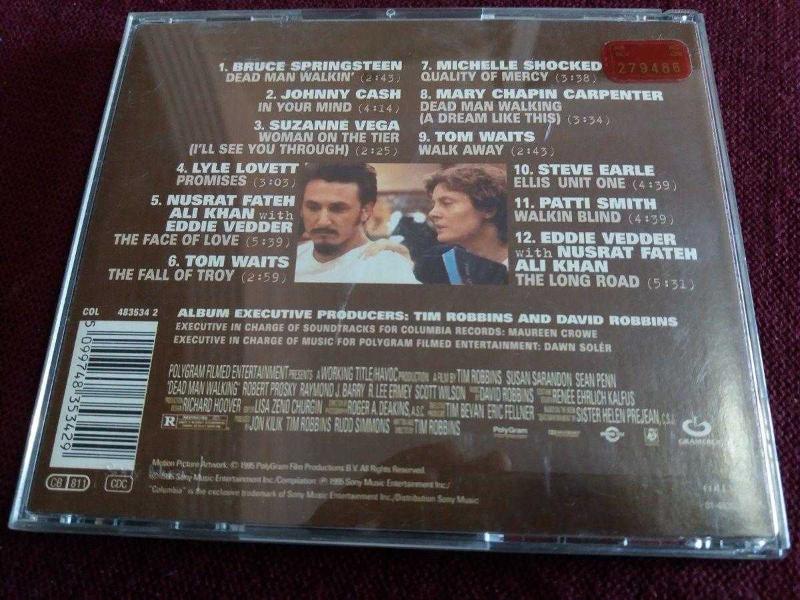 1. BRUCE SPRINGSTEEN
DEAD MAN WALKIN' (2:43)
2. JOHNNY CASH
IN YOUR MIND (4:14)
3. SUZANNE VEGA
WOMAN ON THE TIER
(I'LL SEE YOU THROUGH) (2:25)
4. LYLE LOVETT
PROMISES (3:03)
5. NUSRAT FATEH
ALI KHAN with
EDDIE VEDDER
THE FACE OF LOVE (5:39)
6. TOM WAITS
THE FALL OF TROY (2:59)
7. MICHELLE SHOCKED
QUALITY OF MERCY (3:38)
8. MARY CHAPIN CARPENTER
DEAD MAN WALKING
(A DREAM LIKE THIS) (3:34)
9. TOM WAITS
WALK AWAY (2:43)
10. STEVE EARLE
ELLIS UNIT ONE (4:39)
11. PATTI SMITH
WALKIN BLIND (4:39)
12. EDDIE VEDDER
with NUSRAT FATEH
ALI KHAN
THE LONG ROAD (5:31)
279486
COL 483534 2
5099748353429
ALBUM EXECUTIVE PRODUCERS: TIM ROBBINS AND DAVID ROBBINS
EXECUTIVE IN CHARGE OF SOUNDTRACKS FOR COLUMBIA RECORDS: MAUREEN CROWE
EXECUTIVE IN CHARGE OF MUSIC FOR POLYGRAM FILMED ENTERTAINMENT: DAWN SOLÉR
POLYGRAM FILMED ENTERTAINMENT PRESENTS A WORKING TITLE/HAVOC PRODUCTION A FILM BY TIM ROBBINS SUSAN SARANDON SEAN PENN
'DEAD MAN WALKING' ROBERT PROSKY RAYMOND J. BARRY R. LEE ERMEY SCOTT WILSON DAVID ROBBINS RENÉE EHRLICH KALFUS
RICHARD HOOVER LISA ZENO CHURGIN ROGER A. DEAKINS, A.S.C. TIM BEVAN ERIC FELLNER SISTER HELEN PREJEAN, C.S.J.
R JON KILIK TIM ROBBINS RUDD SIMMONS TIM ROBBINS
PolyGram
GRAMERCY
Motion Picture Artwork: © 1995 PolyGram Film Productions B.V. All Rights Reserved.
1995 Sony Music Entertainment Inc./Compilation: ℗ 1995 Sony Music Entertainment Inc./
"Columbia" is the exclusive trademark of Sony Music Entertainment Inc./Distribution Sony Music
CB 811 CDC